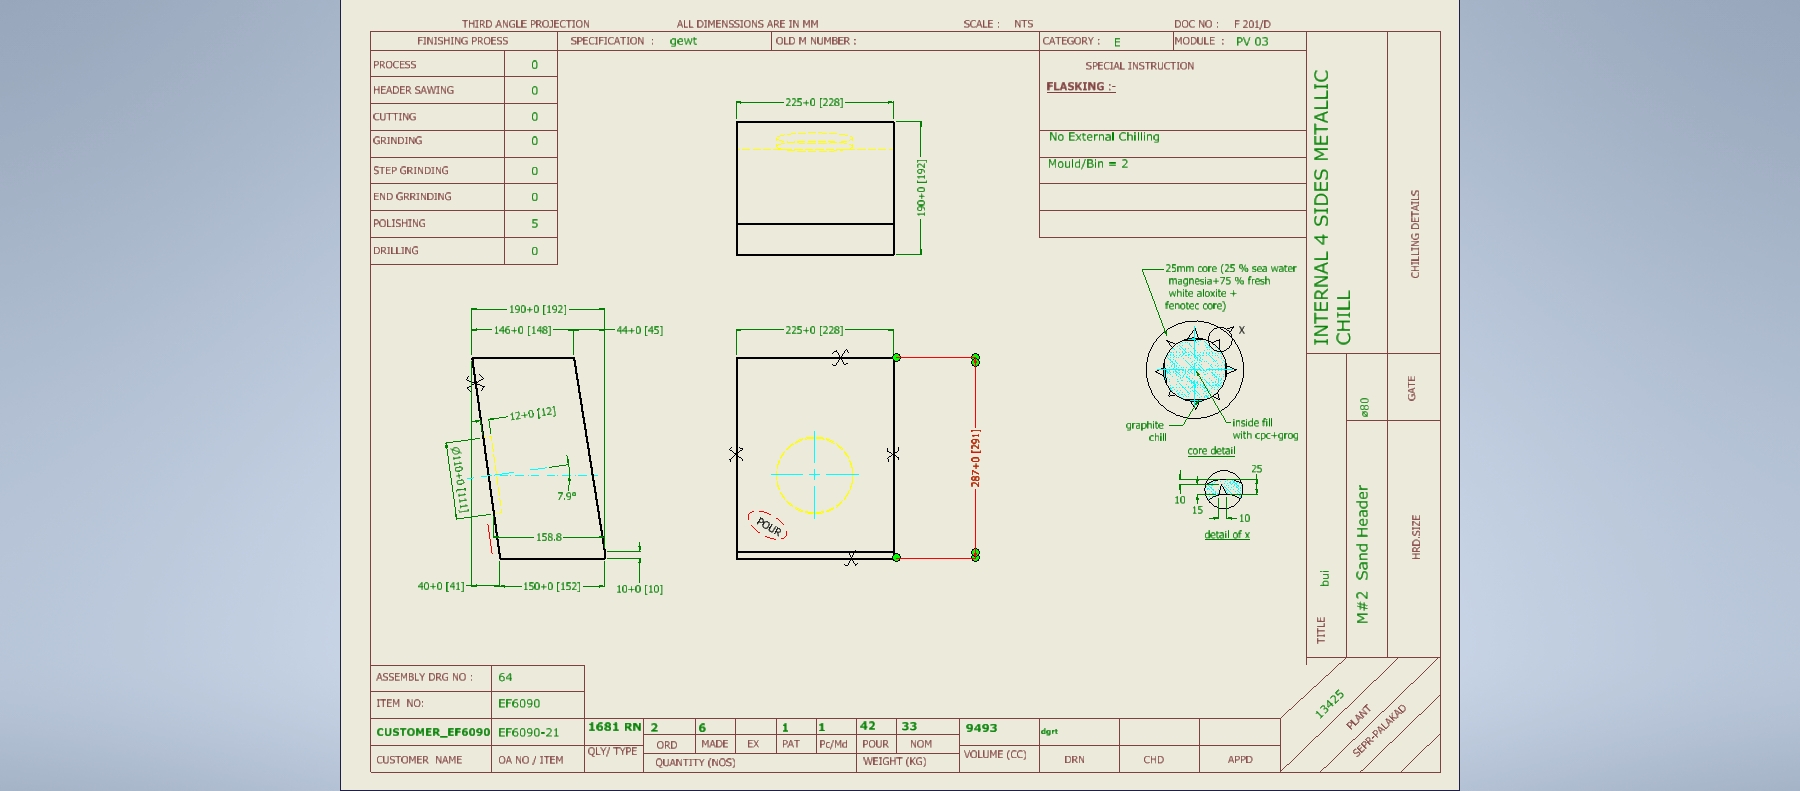 THIRD ANGLE PROJECTION ALL DIMENSSIONS ARE IN MM SCALE : NTS DOC NO : F 201/D
FINISHING PROESS SPECIFICATION : gewt OLD M NUMBER : CATEGORY : E MODULE : PV 03
PROCESS 0
HEADER SAWING 0
CUTTING 0
GRINDING 0
STEP GRINDING 0
END GRRINDING 0
POLISHING 5
DRILLING 0
SPECIAL INSTRUCTION
FLASKING :-
No External Chilling
Mould/Bin = 2
225+0 [228]
190+0 [192]
190+0 [192]
146+0 [148] 44+0 [45]
12+0 [12]
Ø110+0 [111]
7.9°
158.8
40+0 [41] 150+0 [152] 10+0 [10]
225+0 [228]
287+0 [291]
POUR
25mm core (25 % sea water
magnesia+75 % fresh
white aloxite +
fenotec core)
X
graphite
chill
inside fill
with cpc+grog
core detail
25
10
15
10
detail of x
INTERNAL 4 SIDES METALLIC
CHILL
CHILLING DETAILS
ø80
GATE
TITLE bui
M#2 Sand Header
HRD.SIZE
13425
PLANT
SEPR-PALAKAD
ASSEMBLY DRG NO : 64
ITEM NO: EF6090
CUSTOMER_EF6090 EF6090-21
CUSTOMER NAME OA NO / ITEM
1681 RN 2 6 1 1 42 33 9493 dgrt
QLY/ TYPE ORD MADE EX PAT Pc/Md POUR NOM VOLUME (CC)
QUANTITY (NOS) WEIGHT (KG) DRN CHD APPD